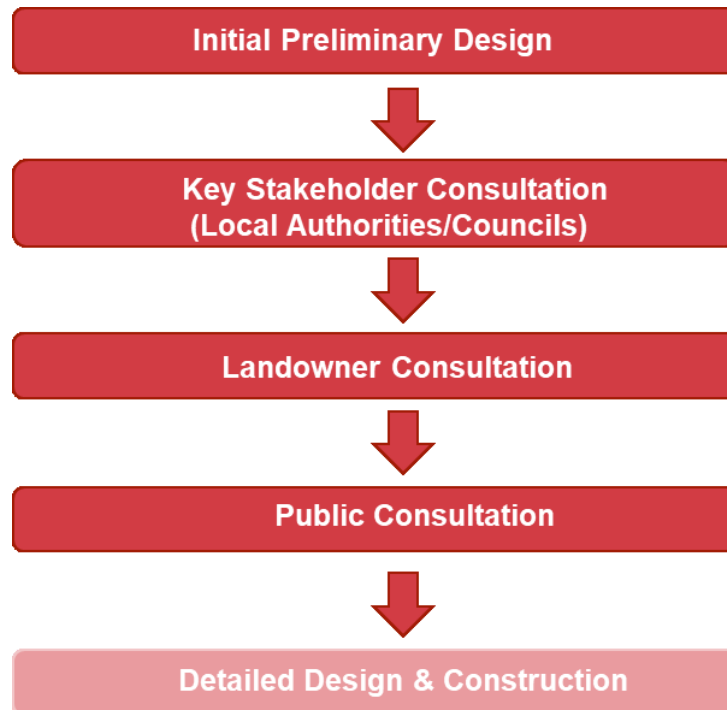 Initial Preliminary Design
Key Stakeholder Consultation
(Local Authorities/Councils)
Landowner Consultation
Public Consultation
Detailed Design & Construction